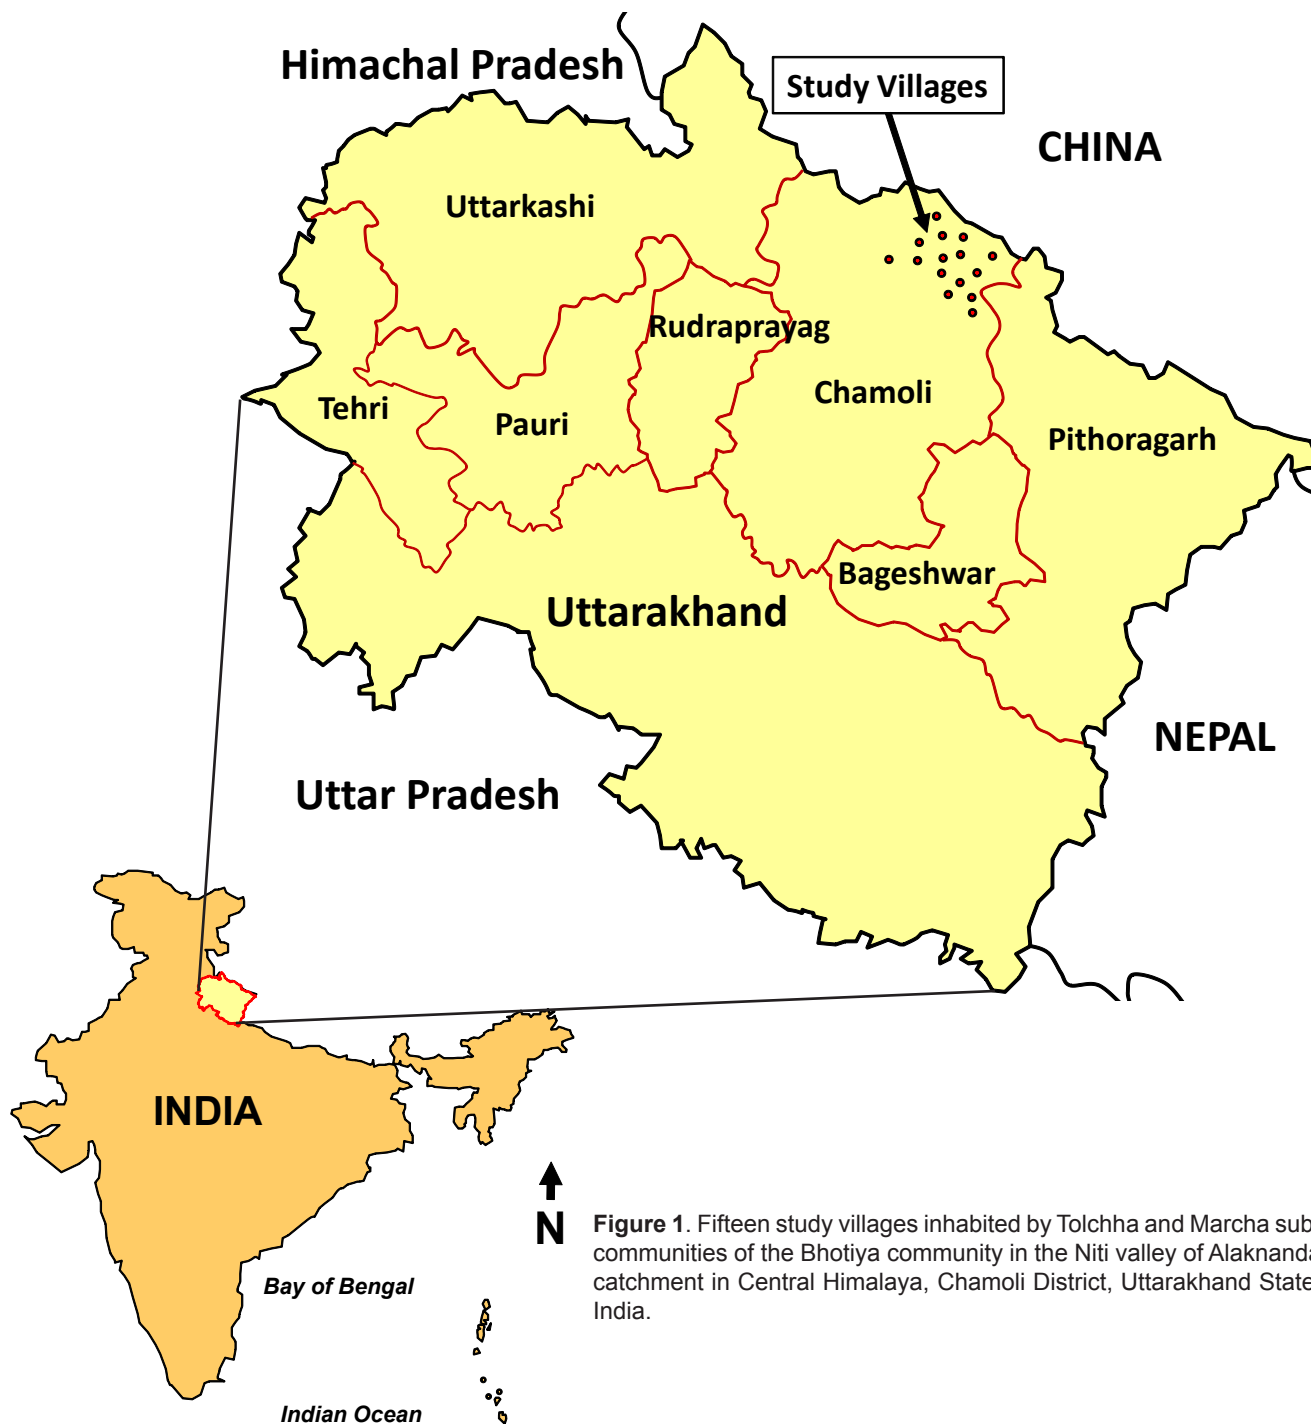 Himachal Pradesh
Study Villages
CHINA
Uttarkashi
Rudraprayag
Chamoli
Tehri
Pauri
Pithoragarh
Bageshwar
Uttarakhand
NEPAL
Uttar Pradesh
INDIA
N
Figure 1. Fifteen study villages inhabited by Tolchha and Marcha sub
communities of the Bhotiya community in the Niti valley of Alaknanda
catchment in Central Himalaya, Chamoli District, Uttarakhand State
India.
Bay of Bengal
Indian Ocean